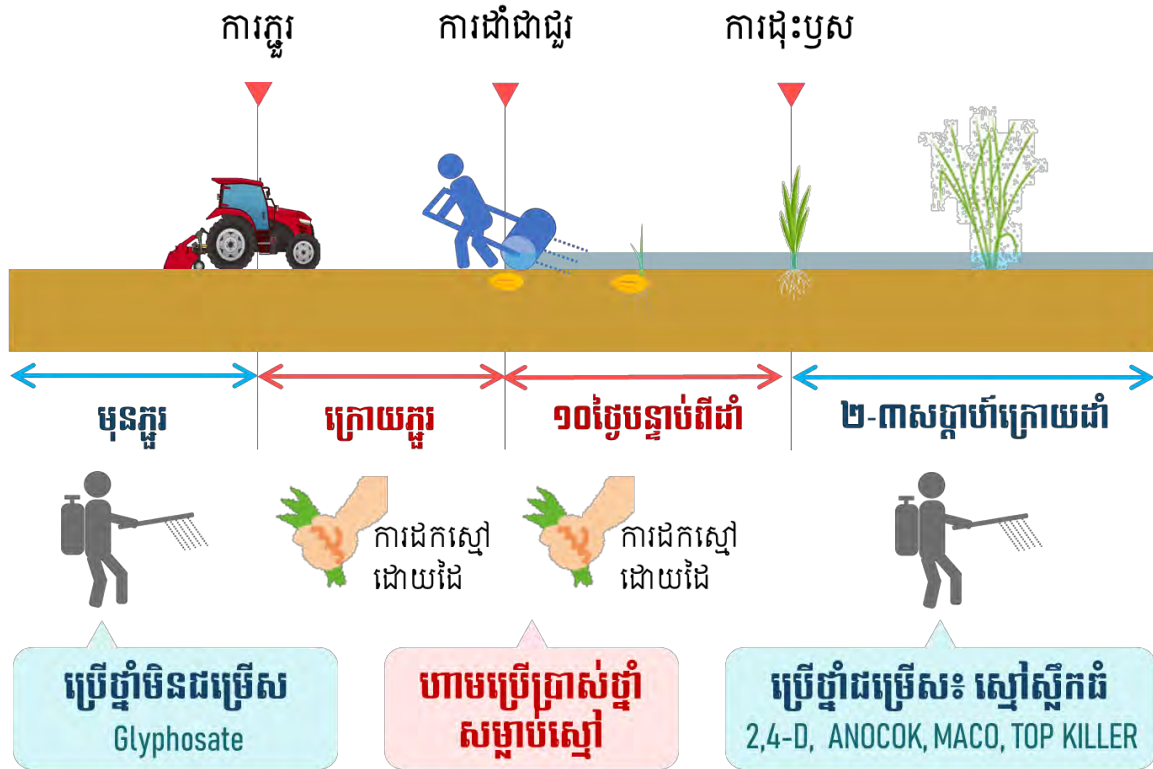 ការភ្ជួរ
ការដាំជាជួរ
ការដុះឫស
មុនភ្ជួរ
ក្រោយភ្ជួរ
១០ថ្ងៃបន្ទាប់ពីដាំ
២-៣សប្តាហ៍ក្រោយដាំ
ការដកស្មៅ
ដោយដៃ
ការដកស្មៅ
ដោយដៃ
ប្រើថ្នាំមិនជម្រើស
Glyphosate
ហាមប្រើប្រាស់ថ្នាំ
សម្លាប់ស្មៅ
ប្រើថ្នាំជម្រើស៖ ស្មៅស្លឹកធំ
2,4-D, ANOCOK, MACO, TOP KILLER